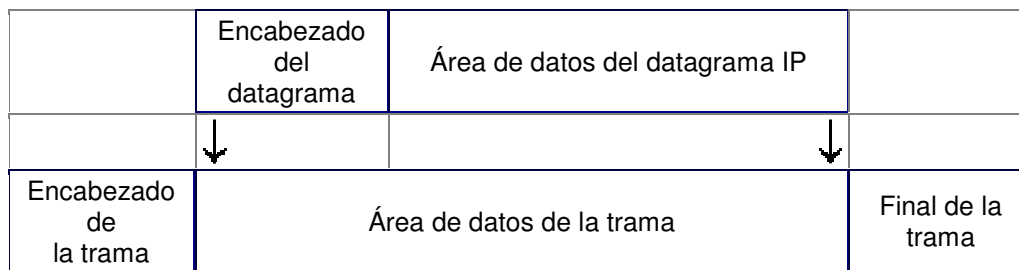 Encabezado
del
datagrama
Área de datos del datagrama IP
Encabezado
de
la trama
Área de datos de la trama
Final de la
trama